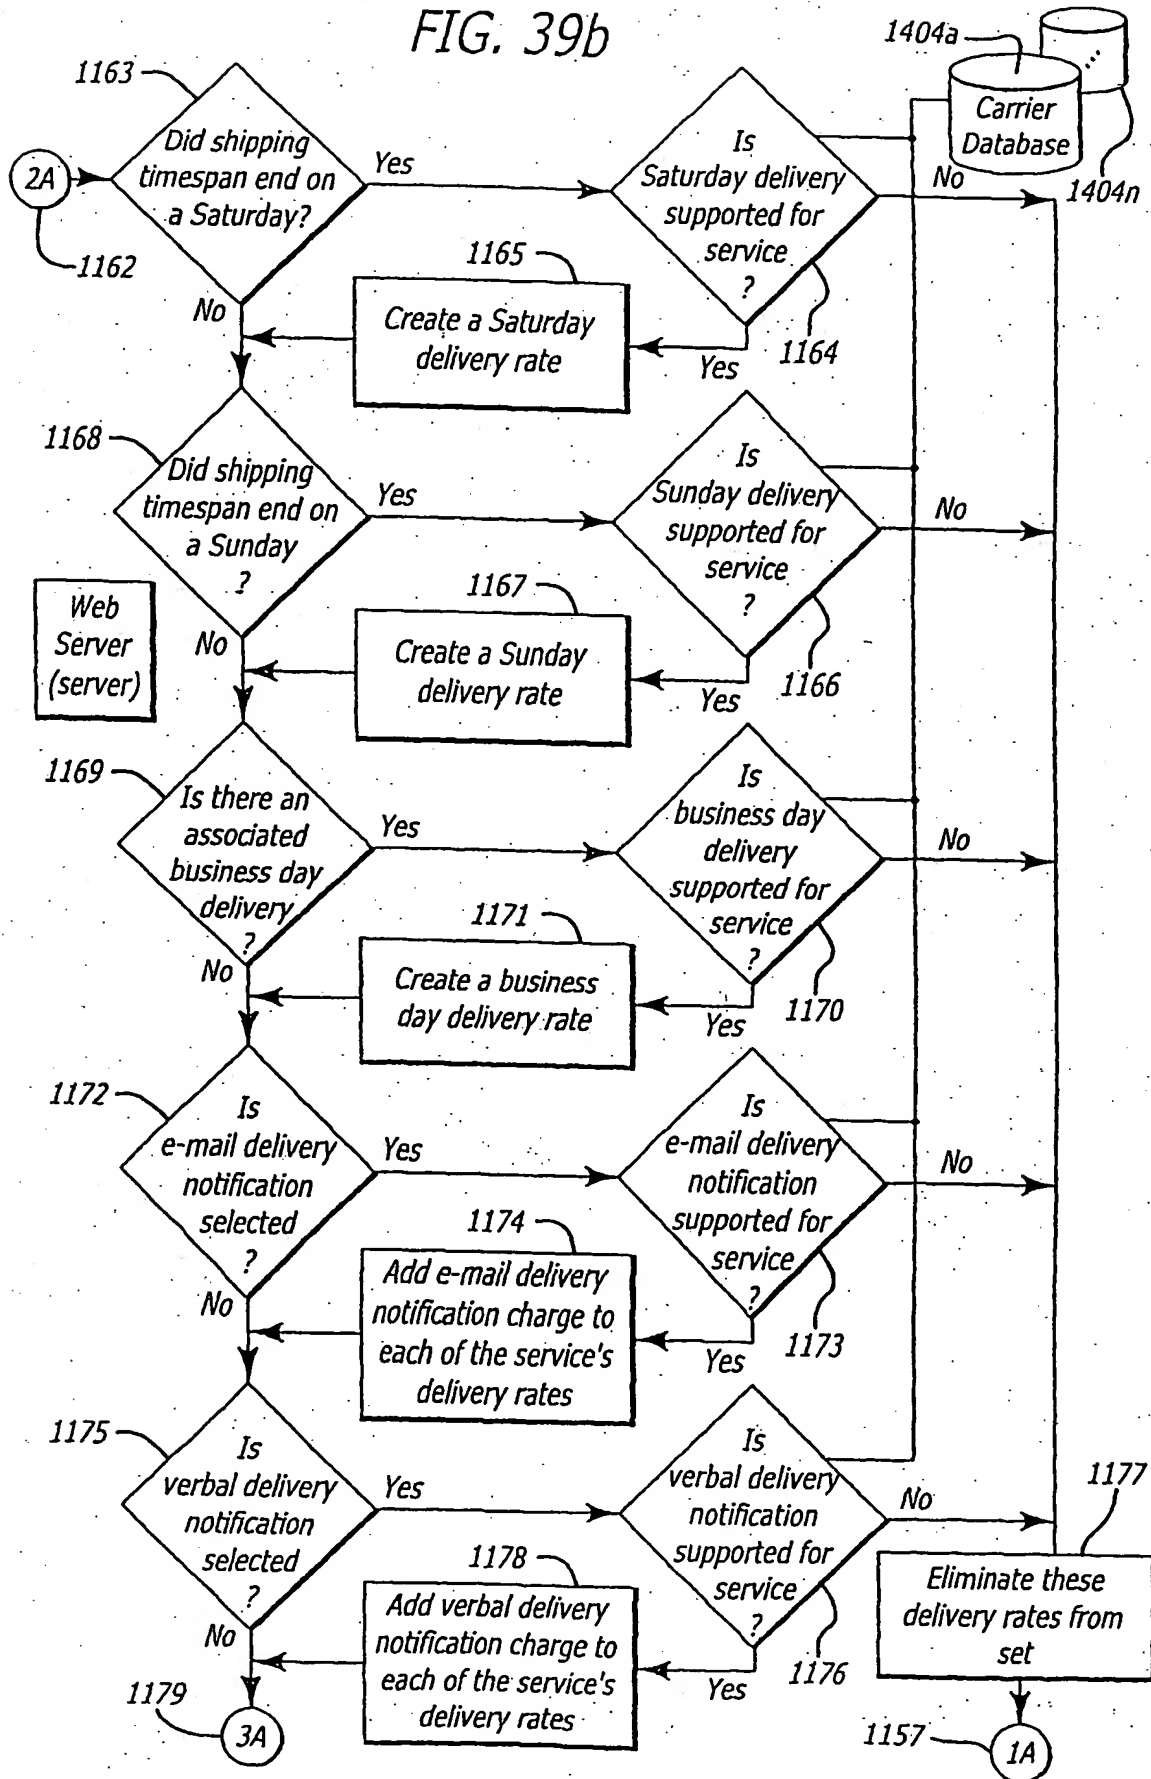 FIG. 39b
1404a
Carrier
Database
1404n
1163
Did shipping
timespan end on
a Saturday?
2A
1162
Yes
No
Is
Saturday delivery
supported for
service
?
1164
No
Yes
1165
Create a Saturday
delivery rate
1168
Did shipping
timespan end on
a Sunday
?
Yes
No
Is
Sunday delivery
supported for
service
?
1166
No
Yes
1167
Create a Sunday
delivery rate
Web
Server
(server)
1169
Is there an
associated
business day
delivery
?
Yes
No
Is
business day
delivery
supported for
service
?
1170
No
Yes
1171
Create a business
day delivery rate
1172
Is
e-mail delivery
notification
selected
?
Yes
No
Is
e-mail delivery
notification
supported for
service
?
1173
No
Yes
1174
Add e-mail delivery
notification charge to
each of the service's
delivery rates
1175
Is
verbal delivery
notification
selected
?
Yes
No
Is
verbal delivery
notification
supported for
service
?
1176
No
Yes
1178
Add verbal delivery
notification charge to
each of the service's
delivery rates
1177
Eliminate these
delivery rates from
set
1179
3A
1157
1A